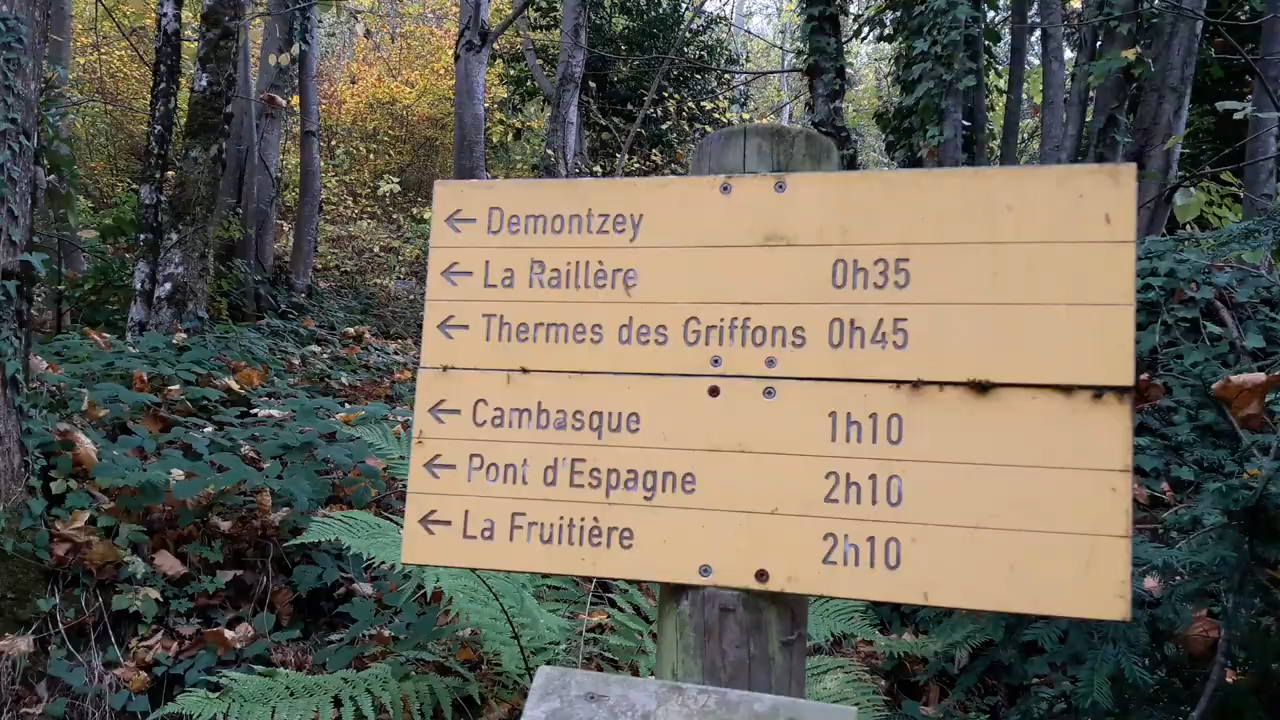 ← Demontzey
← La Raillère 0h35
← Thermes des Griffons 0h45
← Cambasque 1h10
← Pont d'Espagne 2h10
← La Fruitière 2h10